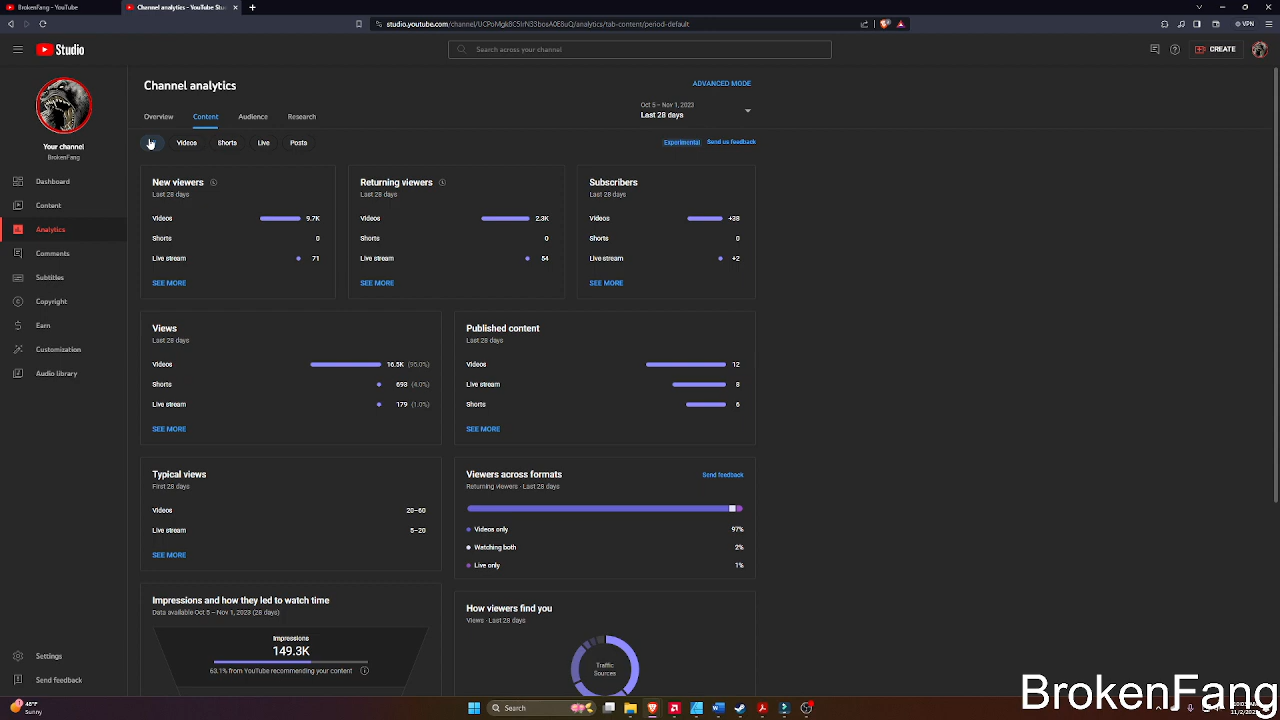 BrokenFang - YouTube
Channel analytics - YouTube Stu
studio.youtube.com/channel/UCPoMgk8C5IrN33bosA0E8uQ/analytics/tab-content/period-default
VPN
Studio
Search across your channel
CREATE
Your channel
BrokenFang
Dashboard
Content
Analytics
Comments
Subtitles
Copyright
Earn
Customization
Audio library
Settings
Send feedback
Channel analytics
ADVANCED MODE
Overview
Content
Audience
Research
Oct 5 – Nov 1, 2023
Last 28 days
Videos
Shorts
Live
Posts
Experimental
Send us feedback
New viewers
Last 28 days
Videos 9.7K
Shorts 0
Live stream 71
SEE MORE
Returning viewers
Last 28 days
Videos 2.3K
Shorts 0
Live stream 54
SEE MORE
Subscribers
Last 28 days
Videos +38
Shorts 0
Live stream +2
SEE MORE
Views
Last 28 days
Videos 16.5K (95.0%)
Shorts 693 (4.0%)
Live stream 179 (1.0%)
SEE MORE
Published content
Last 28 days
Videos 12
Live stream 8
Shorts 6
SEE MORE
Typical views
First 28 days
Videos 20–60
Live stream 5–20
SEE MORE
Viewers across formats
Send feedback
Returning viewers · Last 28 days
Videos only 97%
Watching both 2%
Live only 1%
Impressions and how they led to watch time
Data available Oct 5 – Nov 1, 2023 (28 days)
Impressions
149.3K
63.1% from YouTube recommending your content
How viewers find you
Views · Last 28 days
Traffic
Sources
BrokenFang
48°F
Sunny
Search